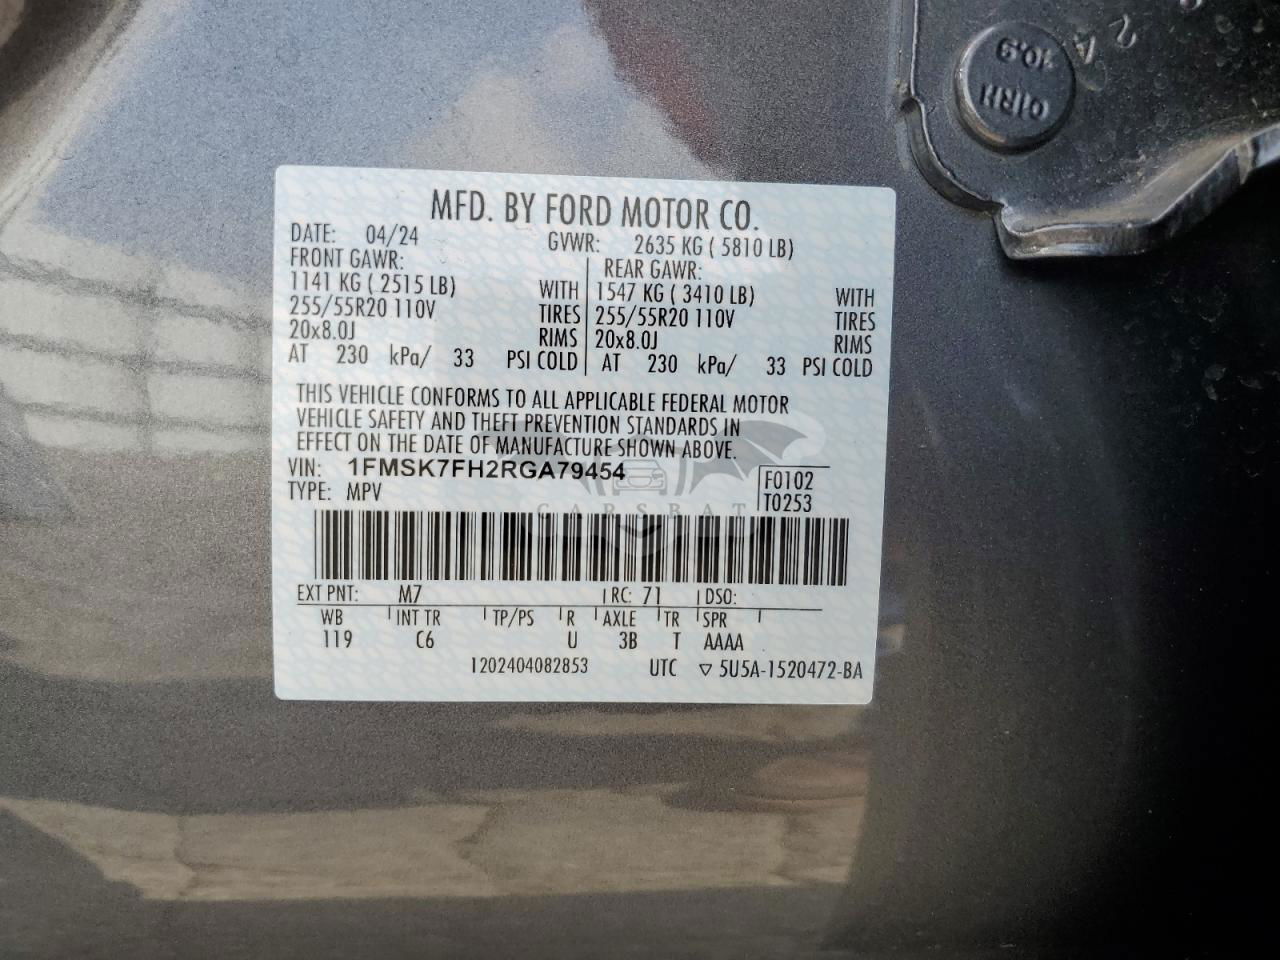 MFD. BY FORD MOTOR CO.
DATE: 04/24 GVWR: 2635 KG ( 5810 LB)
FRONT GAWR: REAR GAWR:
1141 KG ( 2515 LB) WITH 1547 KG ( 3410 LB) WITH
255/55R20 110V TIRES 255/55R20 110V TIRES
20x8.0J RIMS 20x8.0J RIMS
AT 230 kPa/ 33 PSI COLD AT 230 kPa/ 33 PSI COLD
THIS VEHICLE CONFORMS TO ALL APPLICABLE FEDERAL MOTOR
VEHICLE SAFETY AND THEFT PREVENTION STANDARDS IN
EFFECT ON THE DATE OF MANUFACTURE SHOWN ABOVE.
VIN: 1FMSK7FH2RGA79454 F0102
TYPE: MPV T0253
CARSBAT
EXT PNT: M7 RC: 71 DSO:
WB INT TR TP/PS R AXLE TR SPR
119 C6 U 3B T AAAA
1202404082853 UTC ▽ 5U5A-1520472-BA
10.9
2 A